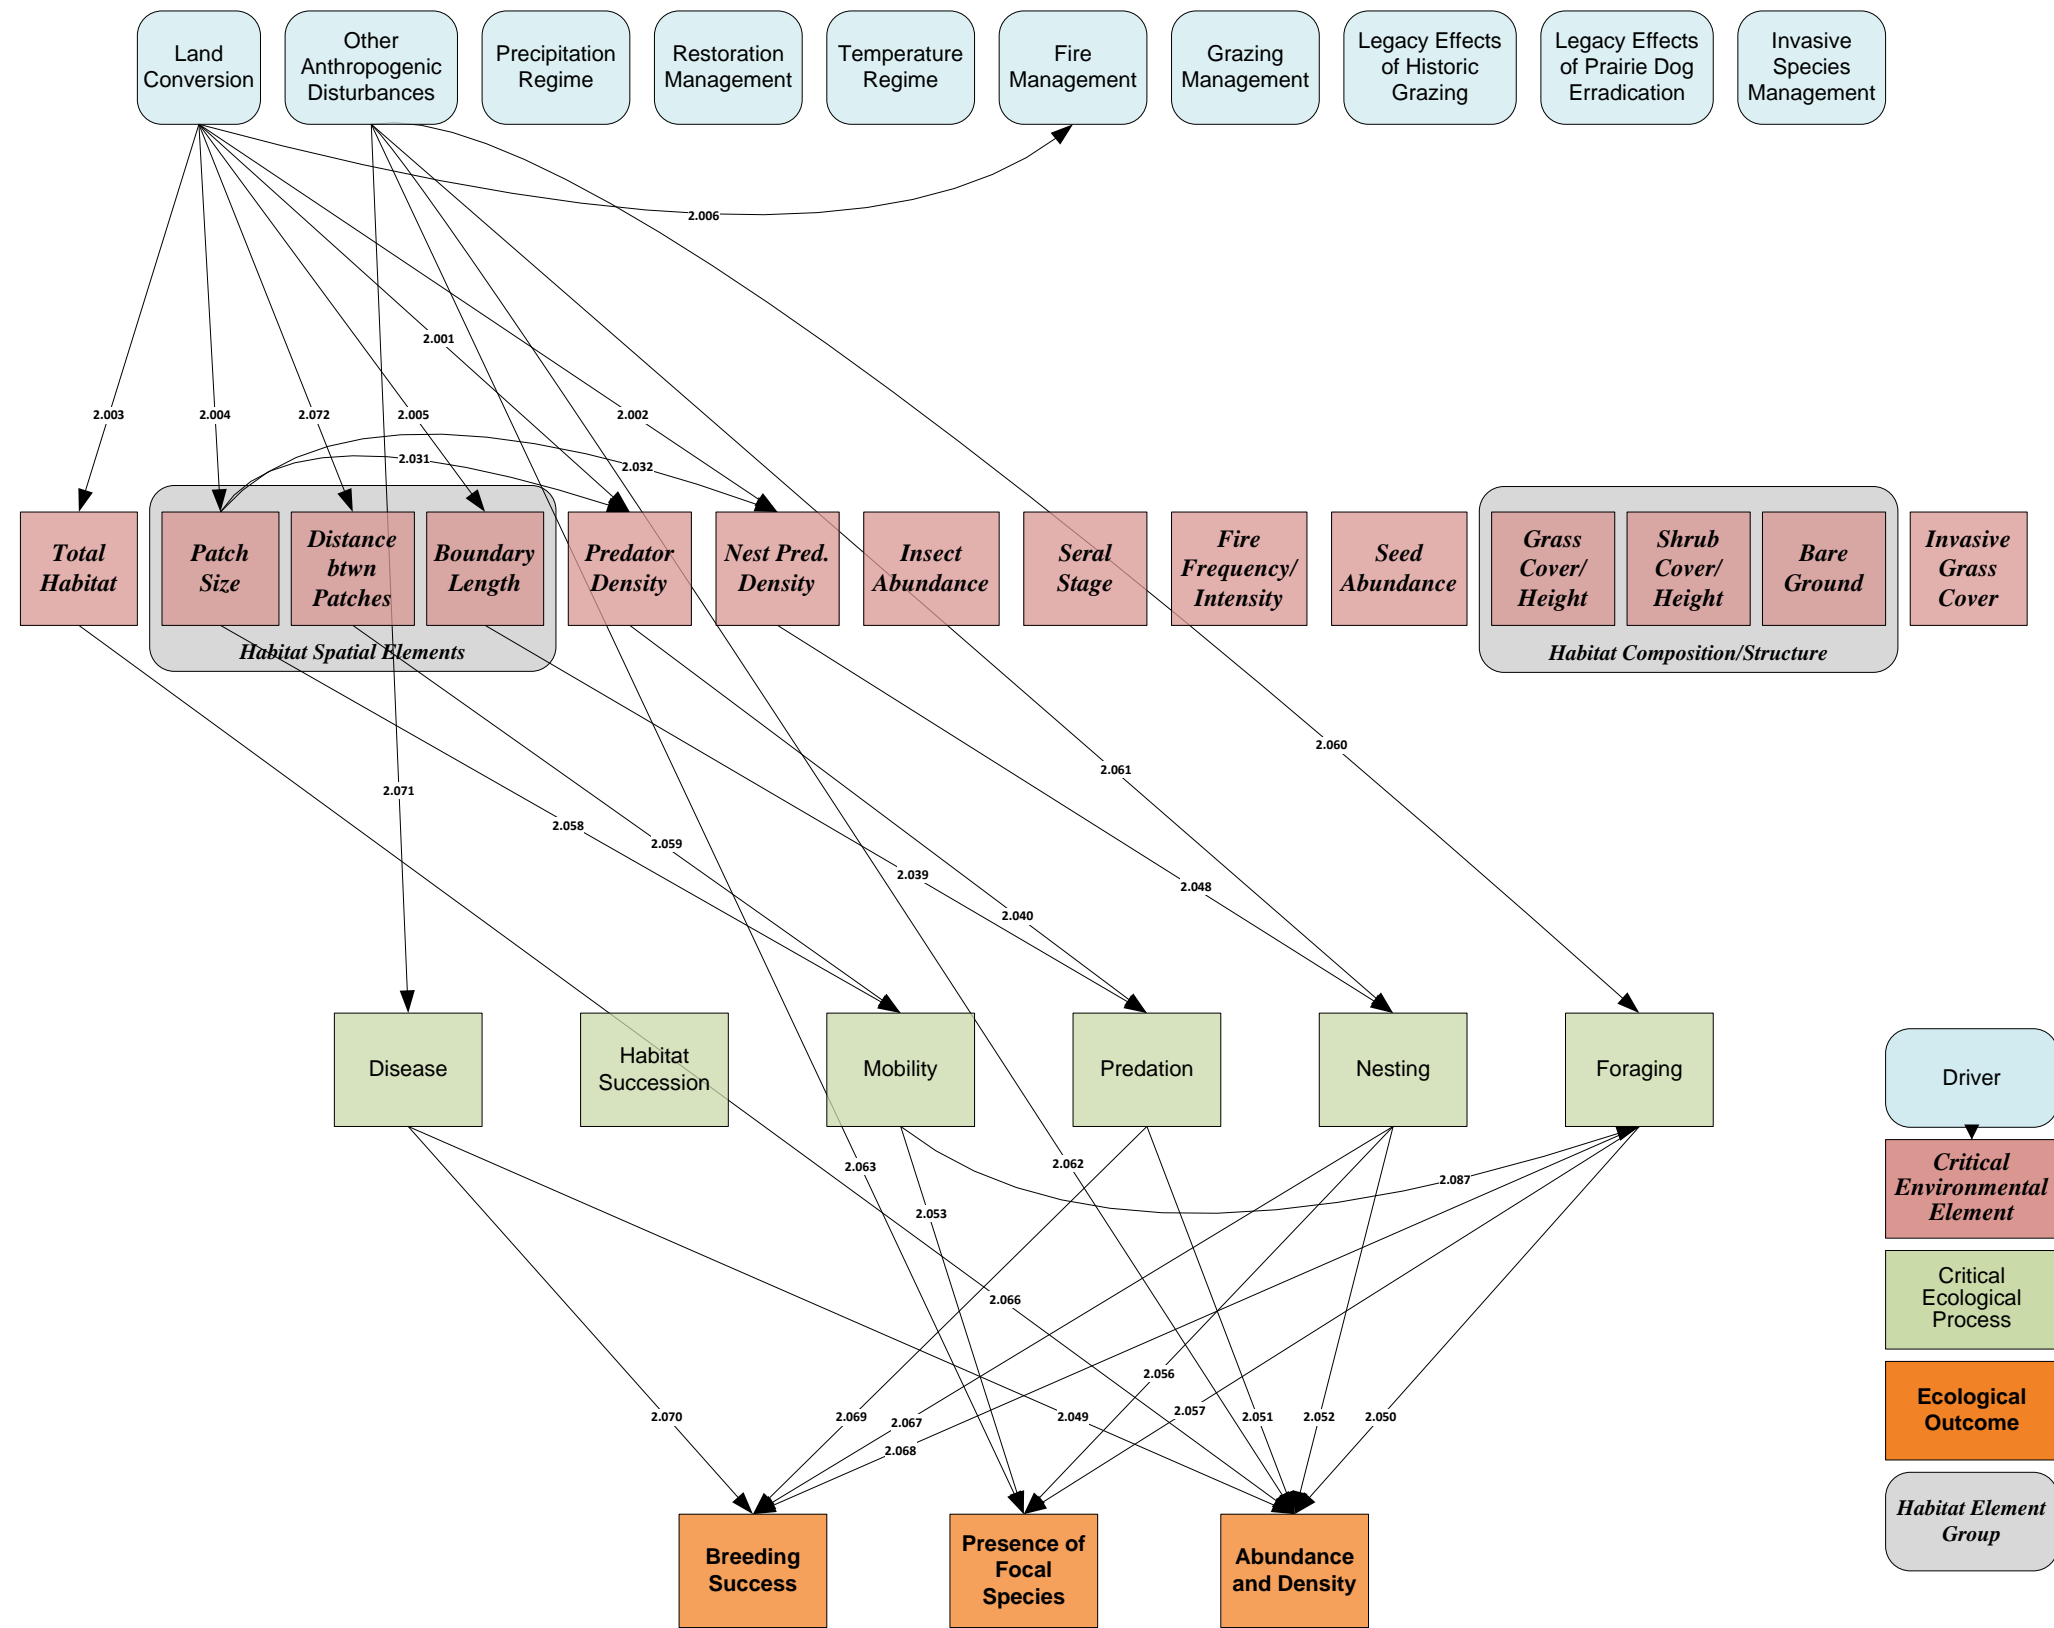 Land
Conversion
Other
Anthropogenic
Disturbances
Precipitation
Regime
Restoration
Management
Temperature
Regime
Fire
Management
Grazing
Management
Legacy Effects
of Historic
Grazing
Legacy Effects
of Prairie Dog
Erradication
Invasive
Species
Management
2.006
2.001
2.003
2.004
2.072
2.005
2.002
2.031
2.032
Total
Habitat
Patch
Size
Distance
btwn
Patches
Boundary
Length
Habitat Spatial Elements
Predator
Density
Nest Pred.
Density
Insect
Abundance
Seral
Stage
Fire
Frequency/
Intensity
Seed
Abundance
Grass
Cover/
Height
Shrub
Cover/
Height
Bare
Ground
Habitat Composition/Structure
Invasive
Grass
Cover
2.060
2.061
2.071
2.058
2.059
2.039
2.048
2.040
Disease
Habitat
Succession
Mobility
Predation
Nesting
Foraging
2.063
2.062
2.087
2.053
2.066
2.056
2.070
2.069
2.067
2.068
2.049
2.057
2.051
2.052
2.050
Breeding
Success
Presence of
Focal
Species
Abundance
and Density
Driver
Critical
Environmental
Element
Critical
Ecological
Process
Ecological
Outcome
Habitat Element
Group